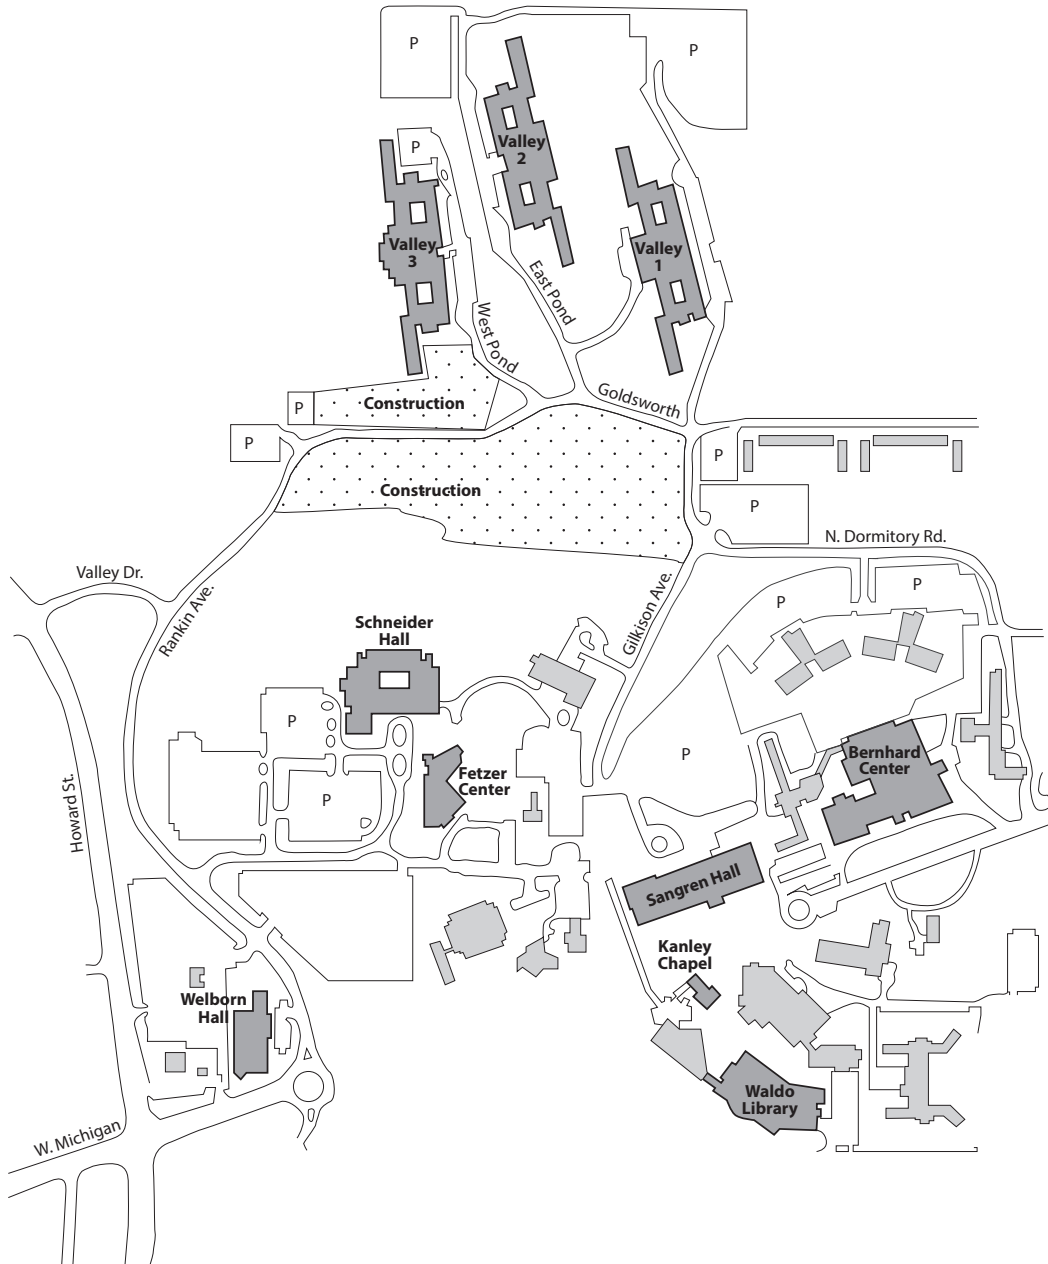 P
P
Valley
2
P
Valley
3
Valley
1
East Pond
West Pond
Goldsworth
P
Construction
P
P
Construction
P
N. Dormitory Rd.
Valley Dr.
Rankin Ave.
Gilkison Ave.
P
P
Schneider
Hall
P
P
Bernhard
Center
Fetzer
Center
P
Howard St.
Sangren Hall
Kanley
Chapel
Welborn
Hall
Waldo
Library
W. Michigan